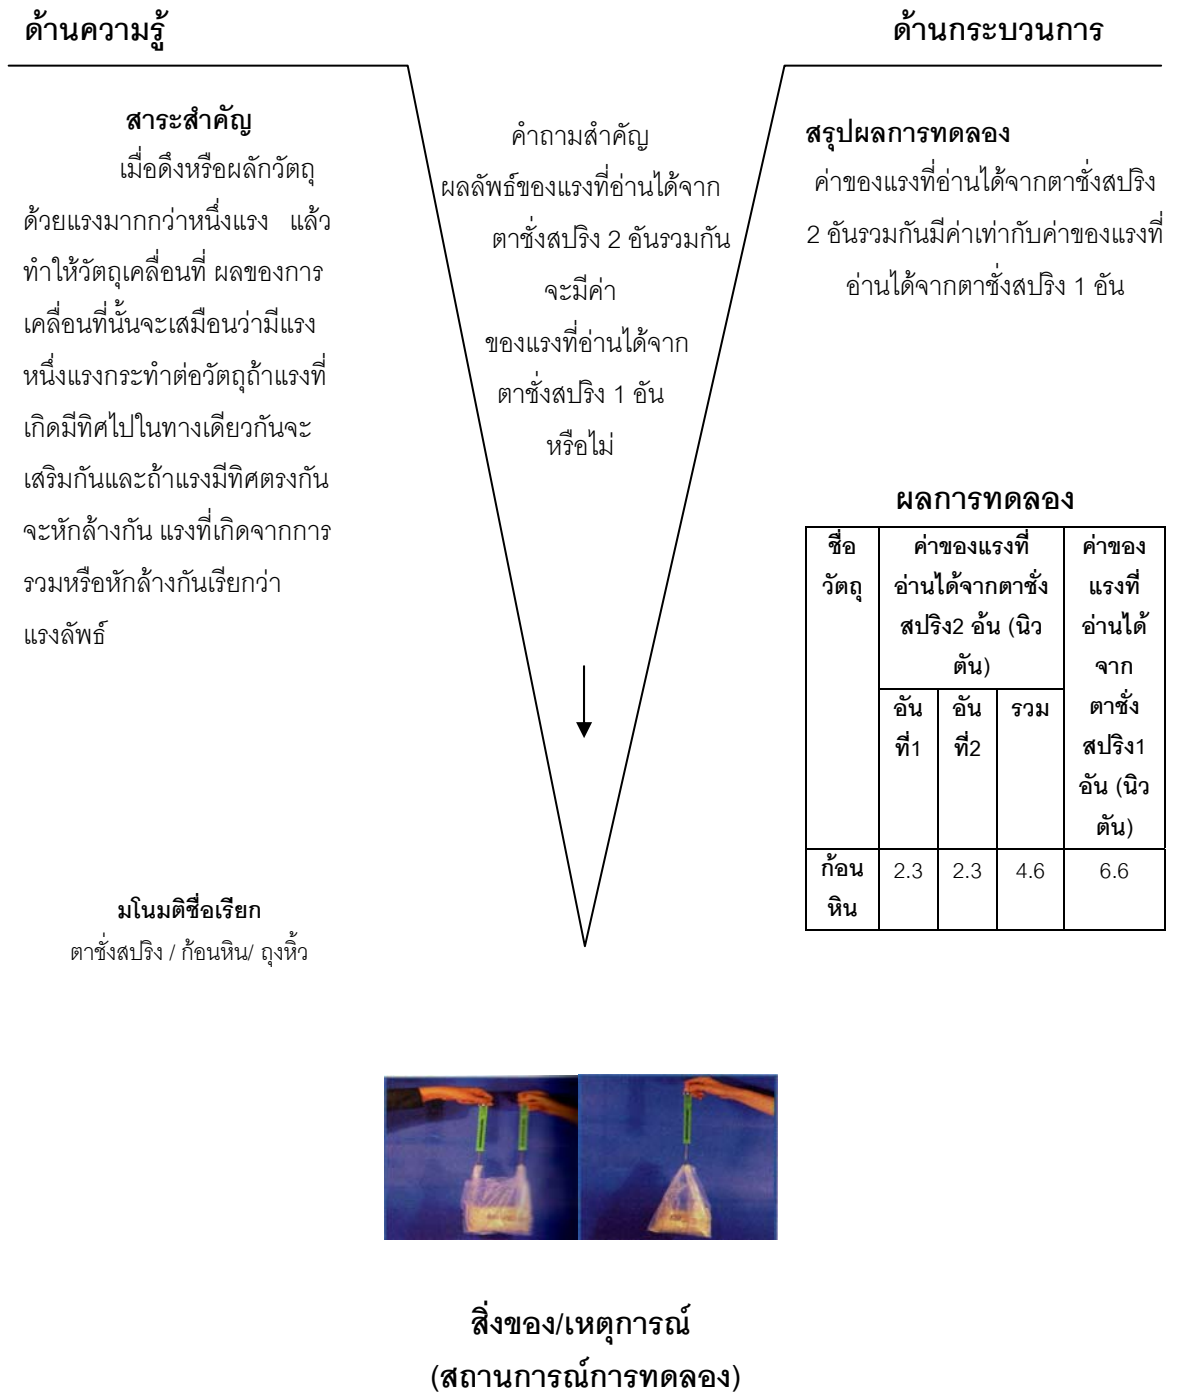 ด้านความรู้
ด้านกระบวนการ
สาระสำคัญ
เมื่อดึงหรือผลักวัตถุ
ด้วยแรงมากกว่าหนึ่งแรง แล้ว
ทำให้วัตถุเคลื่อนที่ ผลของการ
เคลื่อนที่นั้นจะเสมือนว่ามีแรง
หนึ่งแรงกระทำต่อวัตถุถ้าแรงที่
เกิดมีทิศไปในทางเดียวกันจะ
เสริมกันและถ้าแรงมีทิศตรงกัน
จะหักล้างกัน แรงที่เกิดจากการ
รวมหรือหักล้างกันเรียกว่า
แรงลัพธ์
มโนมติชื่อเรียก
ตาชั่งสปริง / ก้อนหิน/ ถุงหิ้ว
คำถามสำคัญ
ผลลัพธ์ของแรงที่อ่านได้จาก
ตาชั่งสปริง 2 อันรวมกัน
จะมีค่า
ของแรงที่อ่านได้จาก
ตาชั่งสปริง 1 อัน
หรือไม่
สรุปผลการทดลอง
ค่าของแรงที่อ่านได้จากตาชั่งสปริง
2 อันรวมกันมีค่าเท่ากับค่าของแรงที่
อ่านได้จากตาชั่งสปริง 1 อัน
ผลการทดลอง
ชื่อ
วัตถุ
ค่าของแรงที่
อ่านได้จากตาชั่ง
สปริง2 อ้น (นิว
ตัน)
ค่าของ
แรงที่
อ่านได้
จาก
ตาชั่ง
สปริง1
อัน (นิว
ตัน)
อัน
ที่1
อัน
ที่2
รวม
ก้อน
หิน
2.3 2.3 4.6 6.6
สิ่งของ/เหตุการณ์
(สถานการณ์การทดลอง)